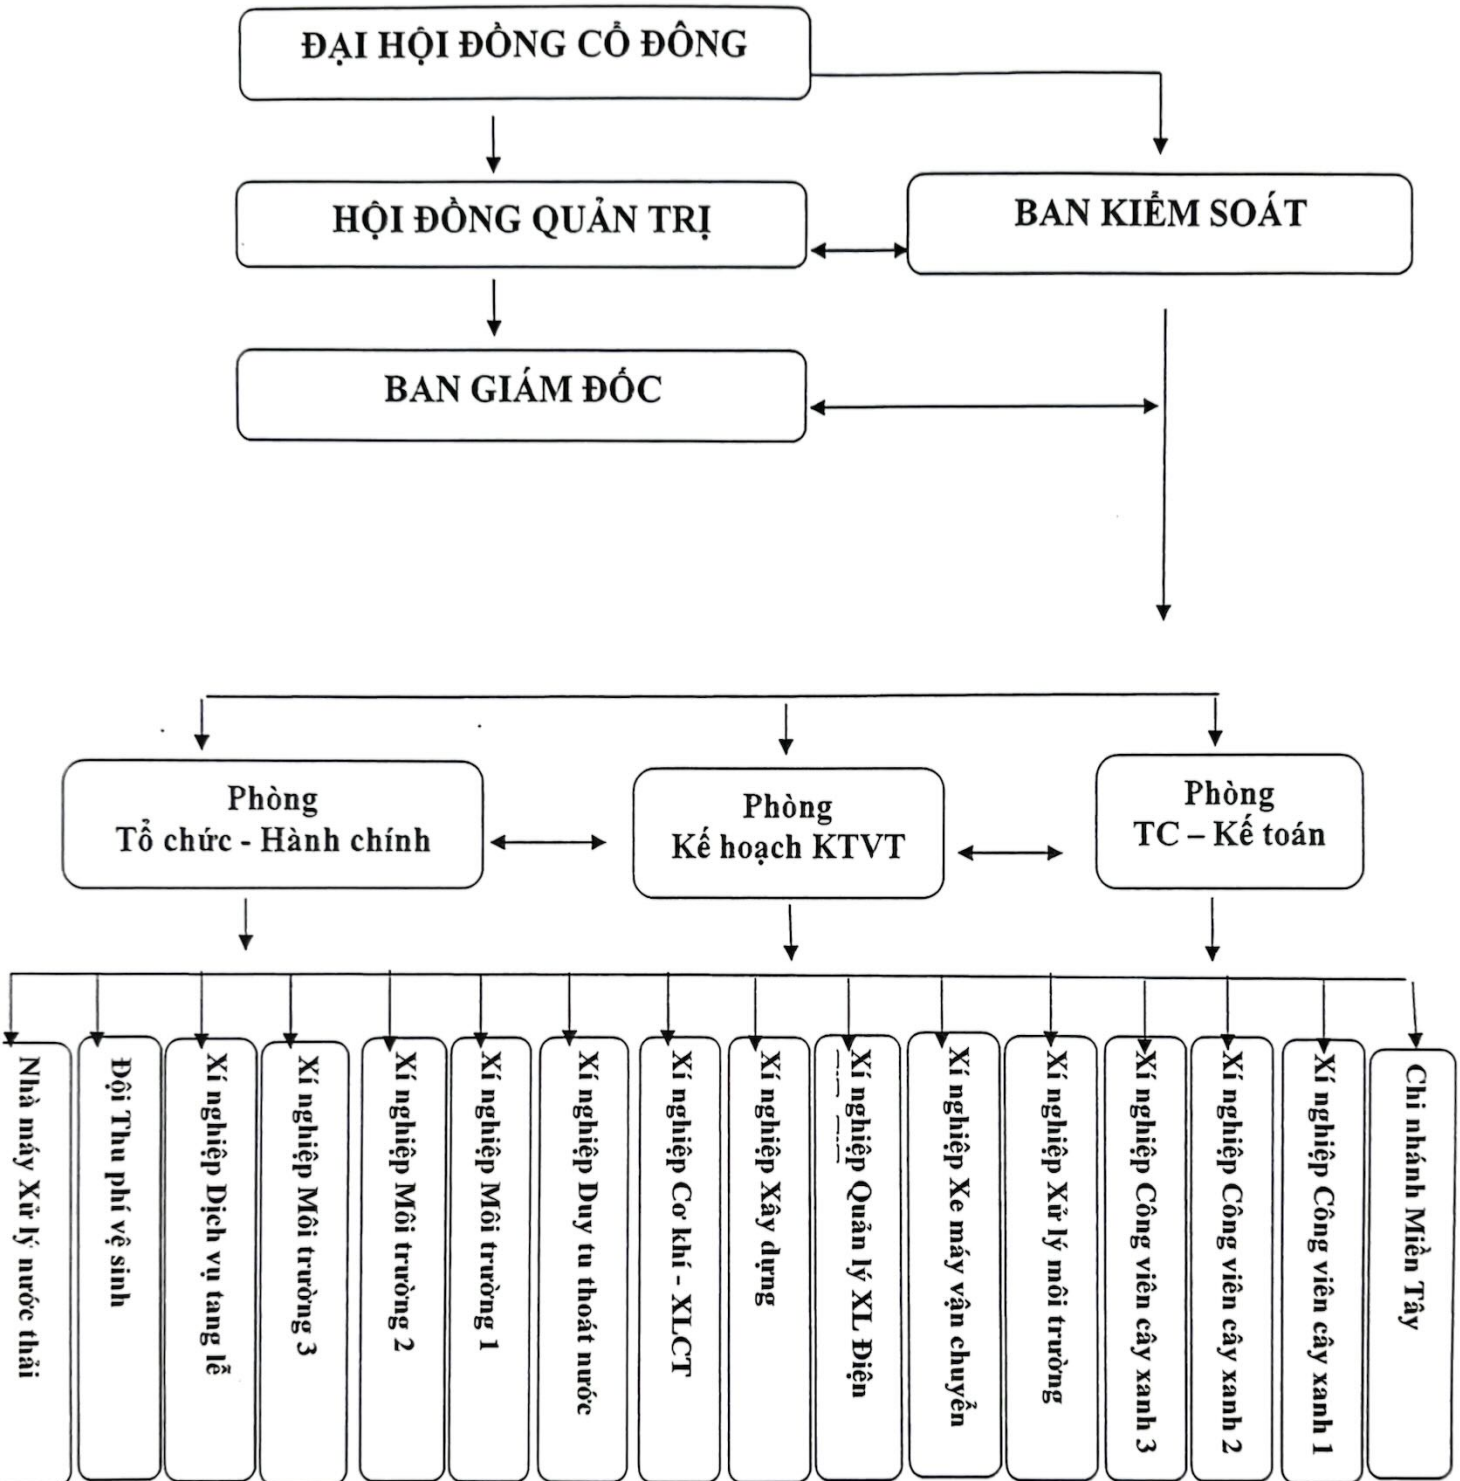 ĐẠI HỘI ĐỒNG CỔ ĐÔNG
HỘI ĐỒNG QUẢN TRỊ
BAN KIỂM SOÁT
BAN GIÁM ĐỐC
Phòng
Tổ chức - Hành chính
Phòng
Kế hoạch KTVT
Phòng
TC – Kế toán
Nhà máy Xử lý nước thải
Đội Thu phí vệ sinh
Xí nghiệp Dịch vụ tang lễ
Xí nghiệp Môi trường 3
Xí nghiệp Môi trường 2
Xí nghiệp Môi trường 1
Xí nghiệp Duy tu thoát nước
Xí nghiệp Cơ khí - XLCT
Xí nghiệp Xây dựng
Xí nghiệp Quản lý XL Điện
Xí nghiệp Xe máy vận chuyển
Xí nghiệp Xử lý môi trường
Xí nghiệp Công viên cây xanh 3
Xí nghiệp Công viên cây xanh 2
Xí nghiệp Công viên cây xanh 1
Chi nhánh Miền Tây